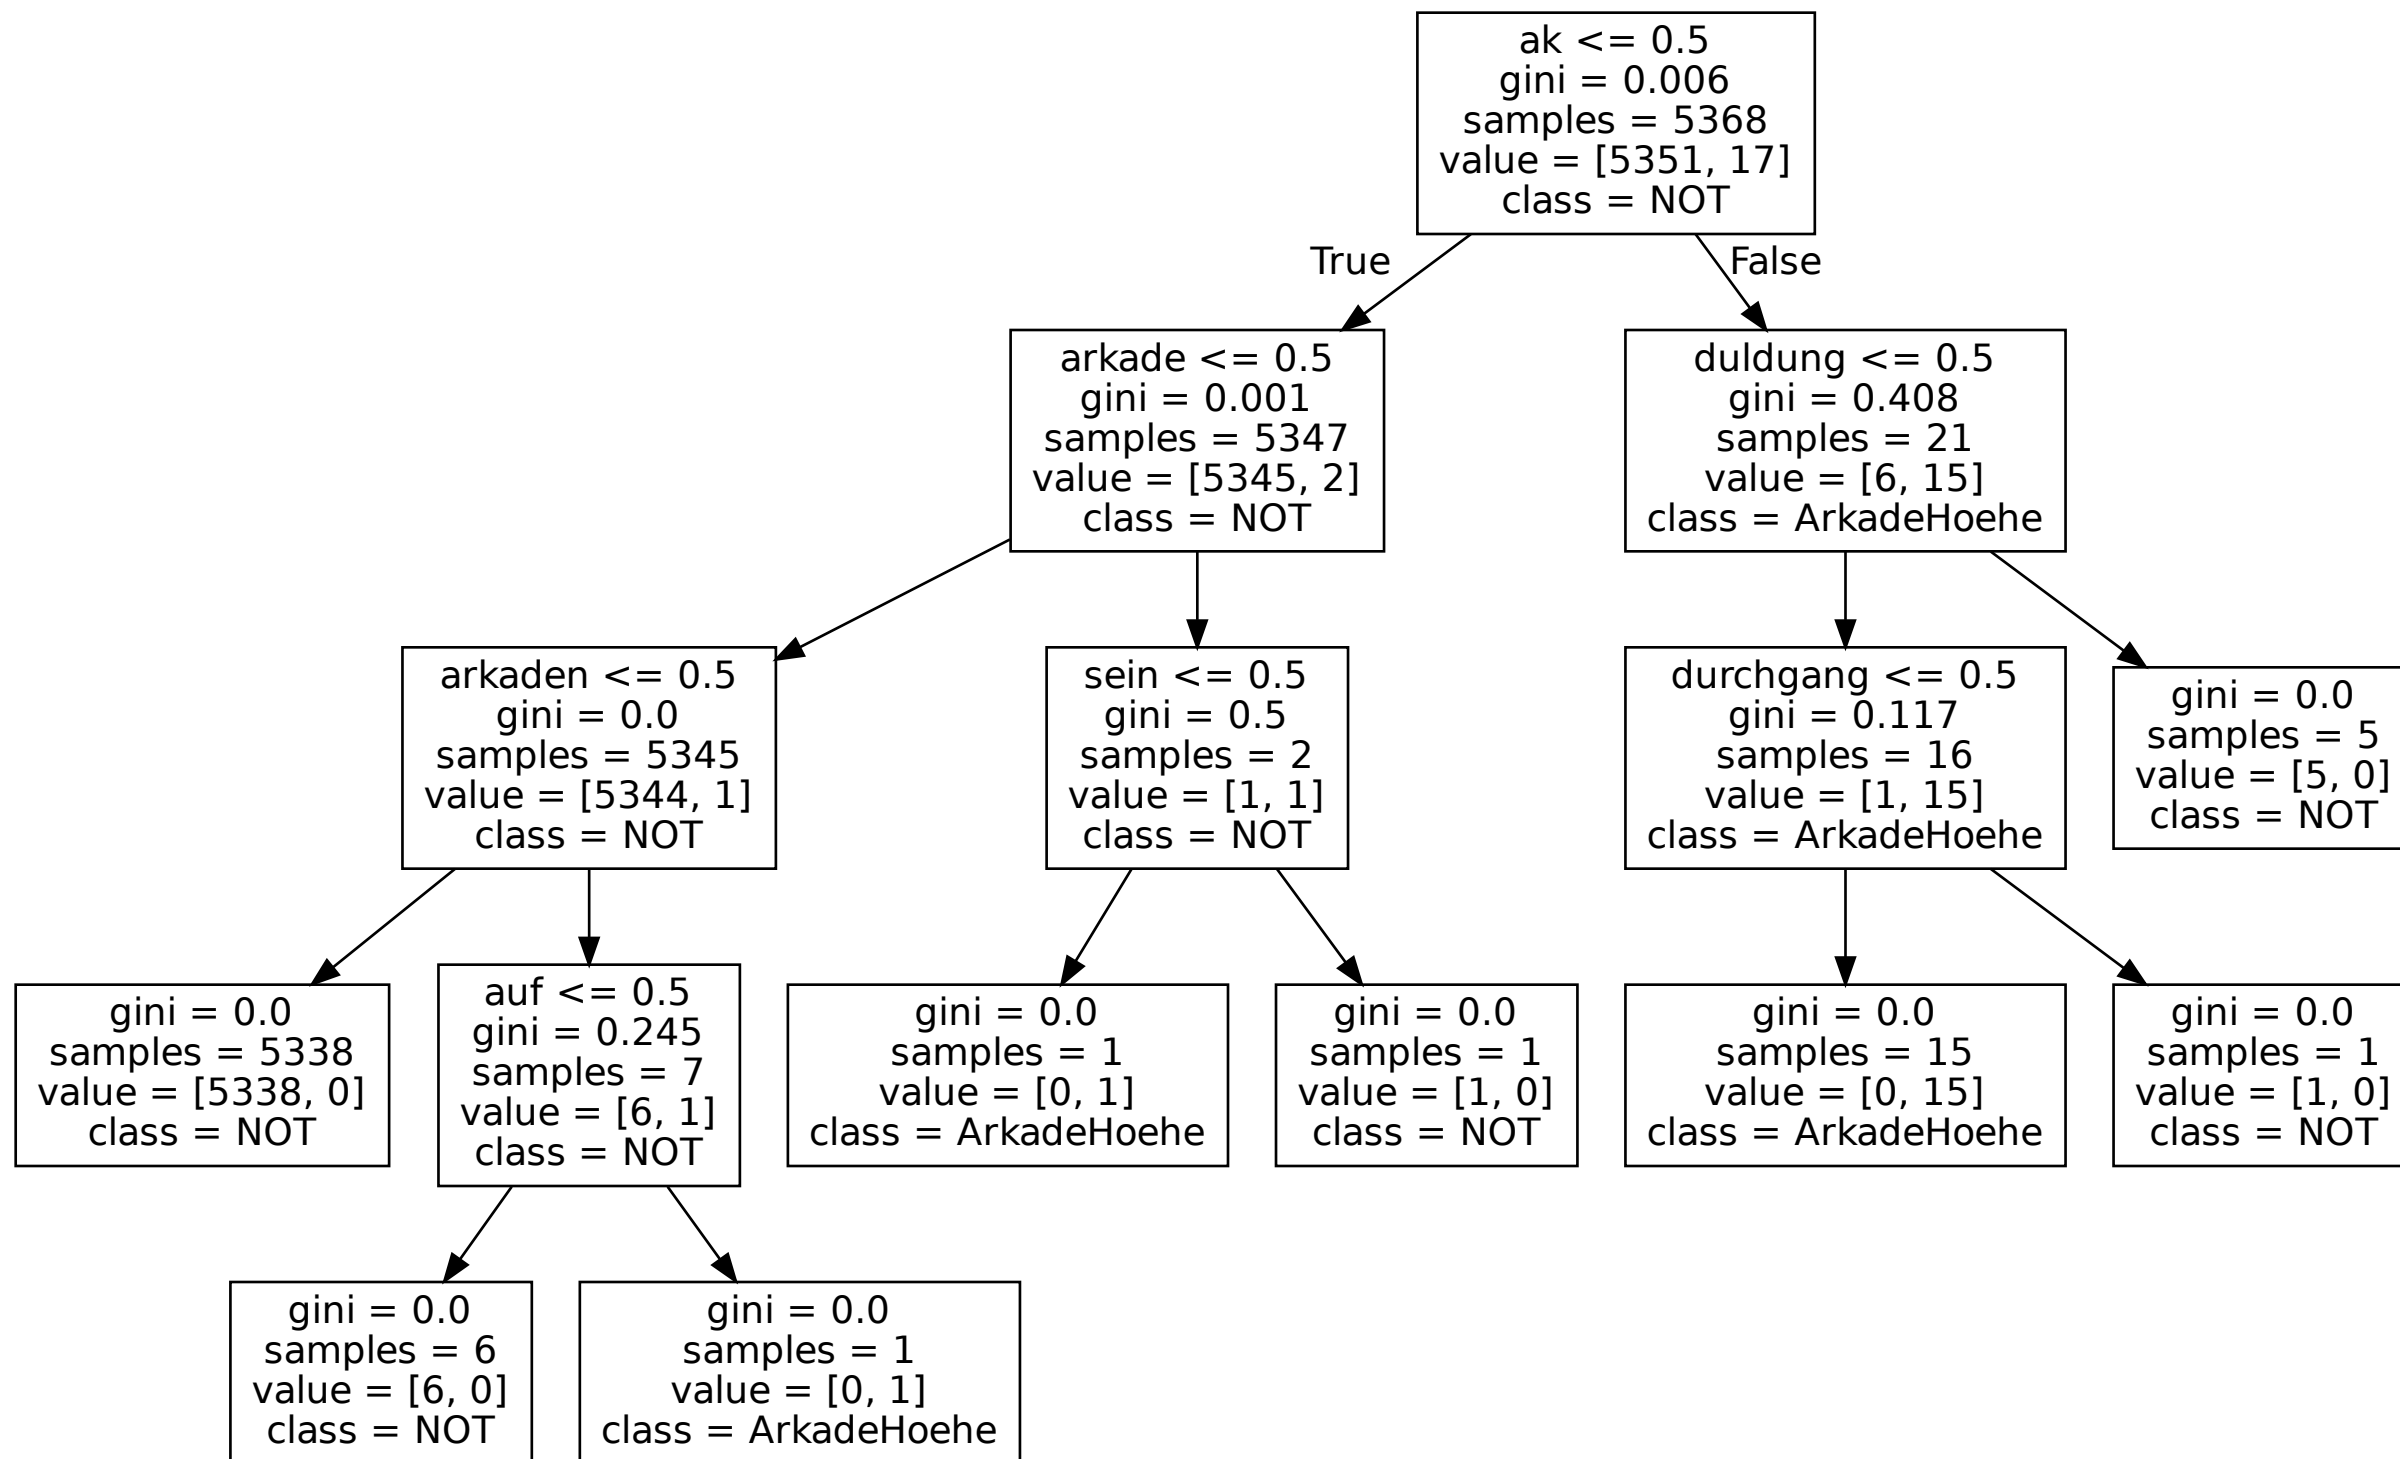 ak <= 0.5
gini = 0.006
samples = 5368
value = [5351, 17]
class = NOT
True
False
arkade <= 0.5
gini = 0.001
samples = 5347
value = [5345, 2]
class = NOT
duldung <= 0.5
gini = 0.408
samples = 21
value = [6, 15]
class = ArkadeHoehe
arkaden <= 0.5
gini = 0.0
samples = 5345
value = [5344, 1]
class = NOT
sein <= 0.5
gini = 0.5
samples = 2
value = [1, 1]
class = NOT
durchgang <= 0.5
gini = 0.117
samples = 16
value = [1, 15]
class = ArkadeHoehe
gini = 0.0
samples = 5
value = [5, 0]
class = NOT
gini = 0.0
samples = 5338
value = [5338, 0]
class = NOT
auf <= 0.5
gini = 0.245
samples = 7
value = [6, 1]
class = NOT
gini = 0.0
samples = 1
value = [0, 1]
class = ArkadeHoehe
gini = 0.0
samples = 1
value = [1, 0]
class = NOT
gini = 0.0
samples = 15
value = [0, 15]
class = ArkadeHoehe
gini = 0.0
samples = 1
value = [1, 0]
class = NOT
gini = 0.0
samples = 6
value = [6, 0]
class = NOT
gini = 0.0
samples = 1
value = [0, 1]
class = ArkadeHoehe